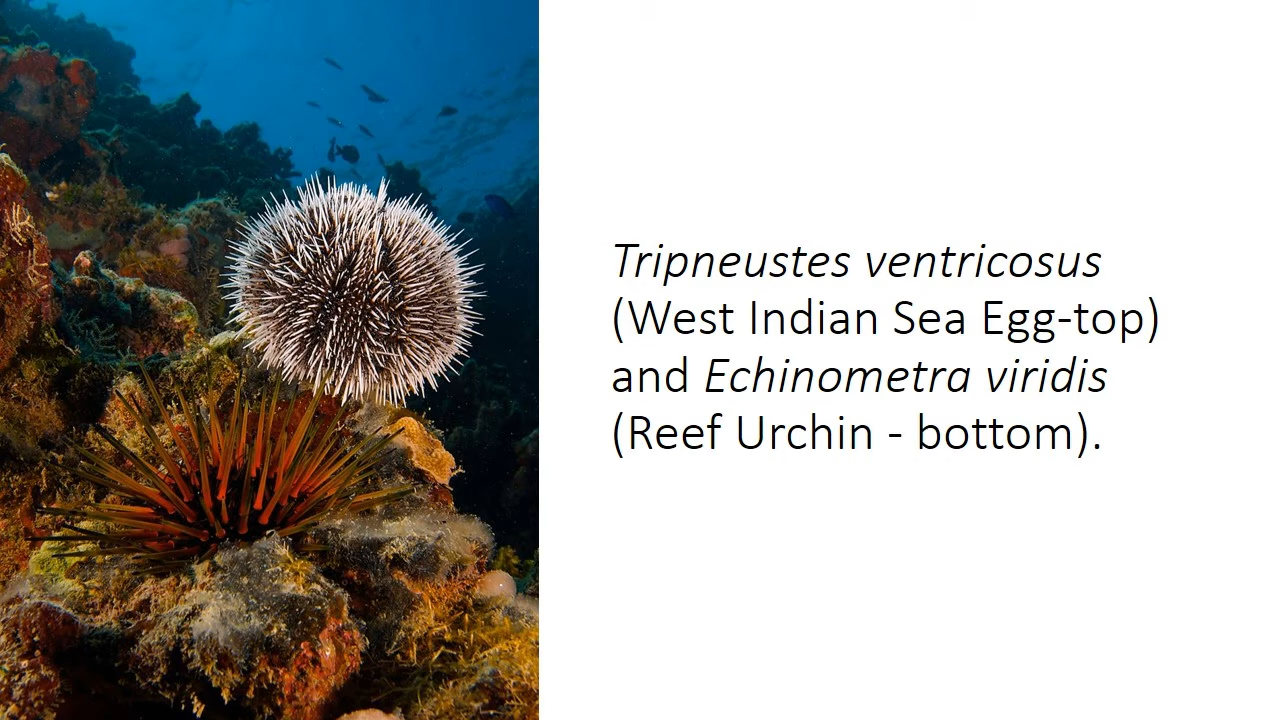 Tripneustes ventricosus
(West Indian Sea Egg-top)
and Echinometra viridis
(Reef Urchin - bottom).